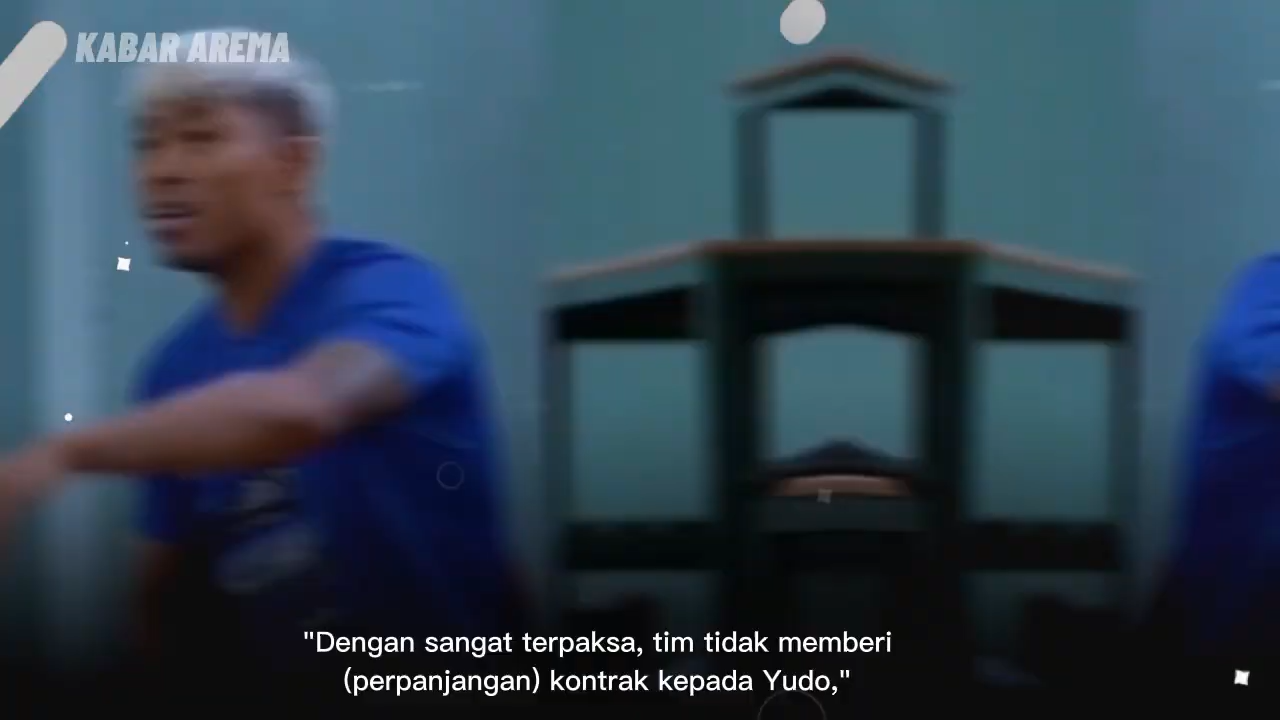 KABAR AREMA
"Dengan sangat terpaksa, tim tidak memberi
(perpanjangan) kontrak kepada Yudo,"